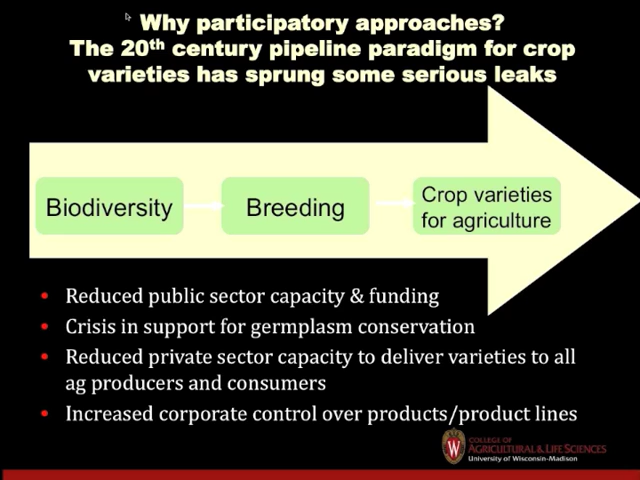 Why participatory approaches?
The 20th century pipeline paradigm for crop
varieties has sprung some serious leaks
Biodiversity
Breeding
Crop varieties
for agriculture
• Reduced public sector capacity & funding
• Crisis in support for germplasm conservation
• Reduced private sector capacity to deliver varieties to all
ag producers and consumers
• Increased corporate control over products/product lines
COLLEGE OF
AGRICULTURAL & LIFE SCIENCES
University of Wisconsin-Madison